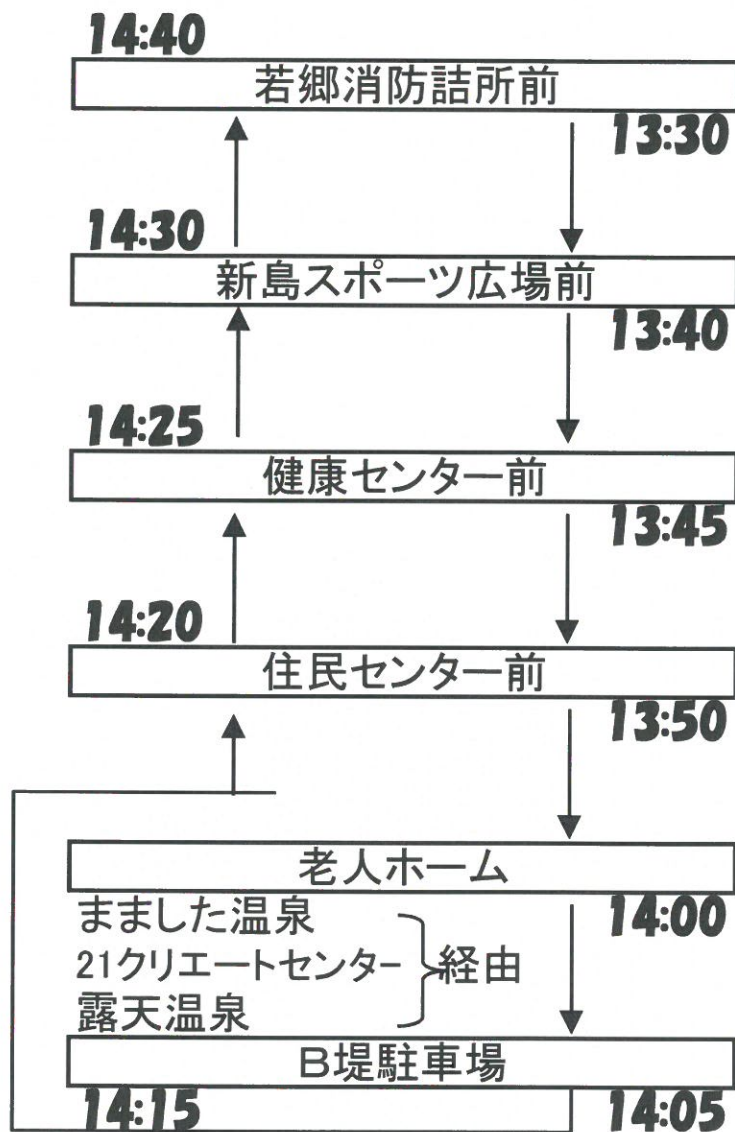 14:40
若郷消防詰所前
13:30
14:30
新島スポーツ広場前
13:40
14:25
健康センター前
13:45
14:20
住民センター前
13:50
老人ホーム
14:00
まました温泉
21クリエートセンター
経由
露天温泉
B堤駐車場
14:15
14:05